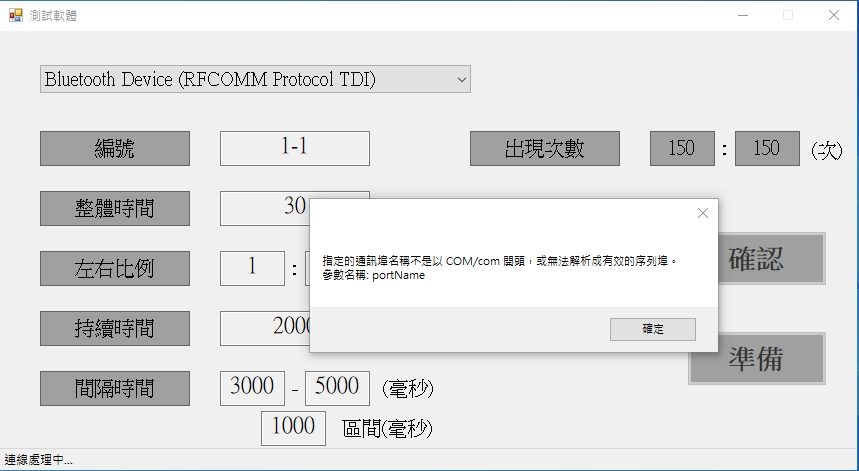 測試軟體
Bluetooth Device (RFCOMM Protocol TDI)
編號 1-1 出現次數 150 : 150 (次)
整體時間 30
指定的通訊埠名稱不是以 COM/com 開頭，或無法解析成有效的序列埠。
參數名稱: portName
確定
左右比例 1 :
確認
持續時間 2000
準備
間隔時間 3000 - 5000 (毫秒)
1000 區間(毫秒)
連線處理中...